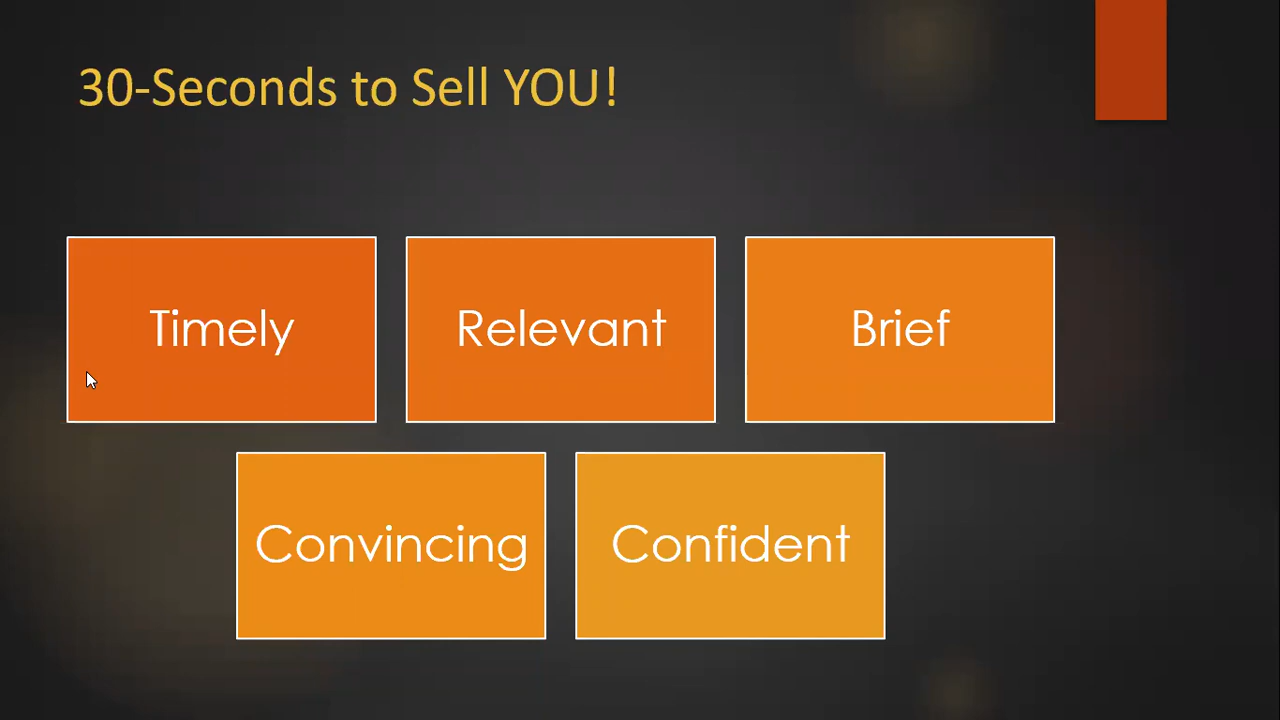 30-Seconds to Sell YOU!
Timely
Relevant
Brief
Convincing
Confident